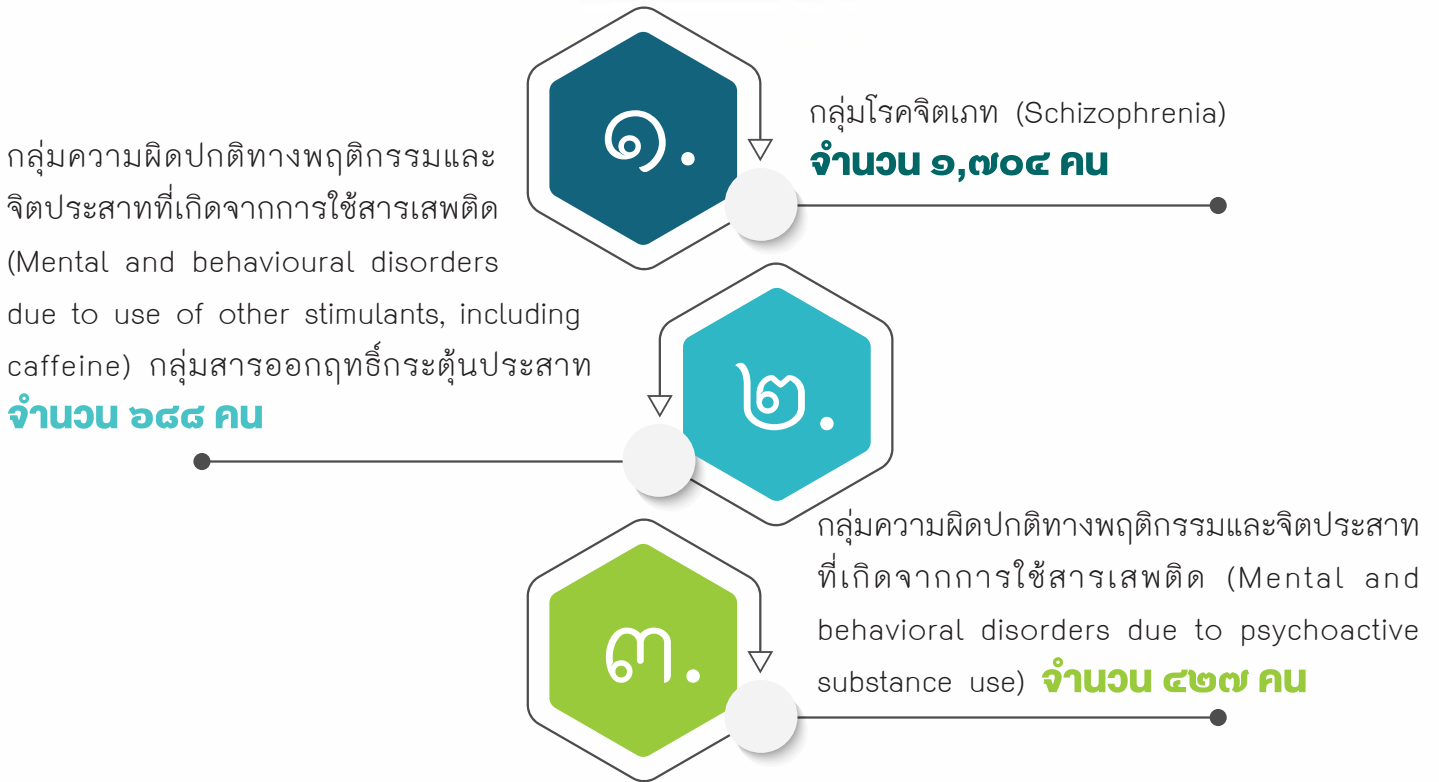 ๑.
กลุ่มโรคจิตเภท (Schizophrenia)
จำนวน ๑,๗๐๔ คน
กลุ่มความผิดปกติทางพฤติกรรมและ
จิตประสาทที่เกิดจากการใช้สารเสพติด
(Mental and behavioural disorders
due to use of other stimulants, including
caffeine) กลุ่มสารออกฤทธิ์กระตุ้นประสาท
จำนวน ๖๘๘ คน
๒.
๓.
กลุ่มความผิดปกติทางพฤติกรรมและจิตประสาท
ที่เกิดจากการใช้สารเสพติด (Mental and
behavioral disorders due to psychoactive
substance use) จำนวน ๔๒๗ คน